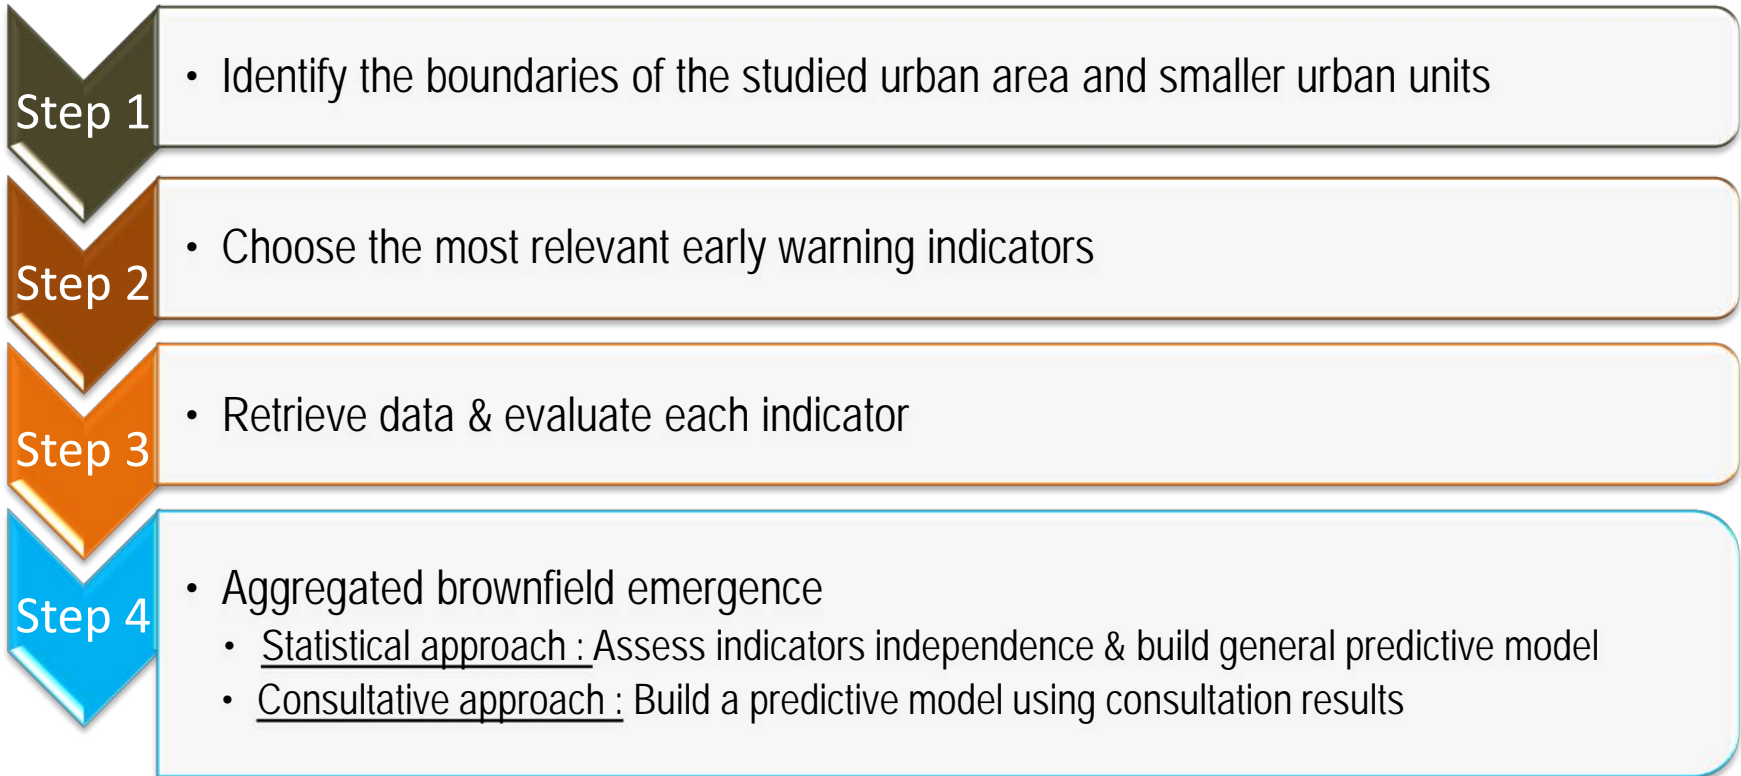 Step 1
• Identify the boundaries of the studied urban area and smaller urban units
Step 2
• Choose the most relevant early warning indicators
Step 3
• Retrieve data & evaluate each indicator
Step 4
• Aggregated brownfield emergence
• Statistical approach : Assess indicators independence & build general predictive model
• Consultative approach : Build a predictive model using consultation results